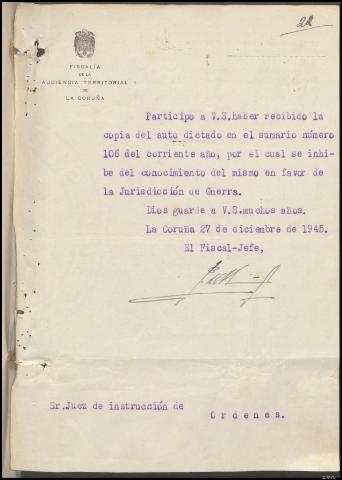 22
FISCALÍA
DE LA
AUDIENCIA TERRITORIAL
DE
LA CORUÑA
Participo a V.S.haber recibido la
copia del auto dictado en el sumario número
106 del corriente año, por el cual se inhi-
be del conocimiento del mismo en favor de
la Jurisdicción de Guerra.
Dios guarde a V.S.muchos años.
La Coruña 27 de diciembre de 1945.
El Fiscal-Jefe,
Sr.Juez de instrucción de
Ordenes.